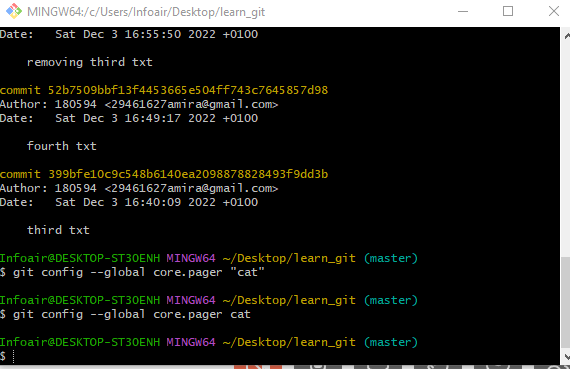 MINGW64:/c/Users/Infoair/Desktop/learn_git
Date:   Sat Dec 3 16:55:50 2022 +0100
removing third txt
commit 52b7509bbf13f4453665e504ff743c7645857d98
Author: 180594 <29461627amira@gmail.com>
Date:   Sat Dec 3 16:49:17 2022 +0100
fourth txt
commit 399bfe10c9c548b6140ea2098878828493f9dd3b
Author: 180594 <29461627amira@gmail.com>
Date:   Sat Dec 3 16:40:09 2022 +0100
third txt
Infoair@DESKTOP-ST3OENH MINGW64 ~/Desktop/learn_git (master)
$ git config --global core.pager "cat"
Infoair@DESKTOP-ST3OENH MINGW64 ~/Desktop/learn_git (master)
$ git config --global core.pager cat
Infoair@DESKTOP-ST3OENH MINGW64 ~/Desktop/learn_git (master)
$